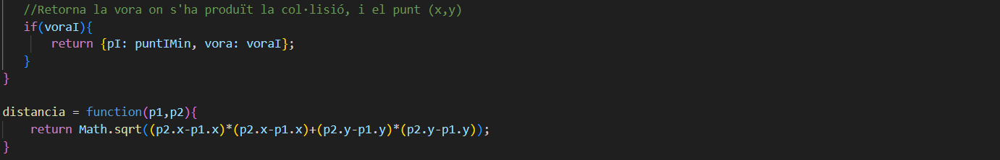 //Retorna la vora on s'ha produït la col·lisió, i el punt (x,y)
if(voraI){
return {pI: puntIMin, vora: voraI};
}
}
distancia = function(p1,p2){
return Math.sqrt((p2.x-p1.x)*(p2.x-p1.x)+(p2.y-p1.y)*(p2.y-p1.y));
}